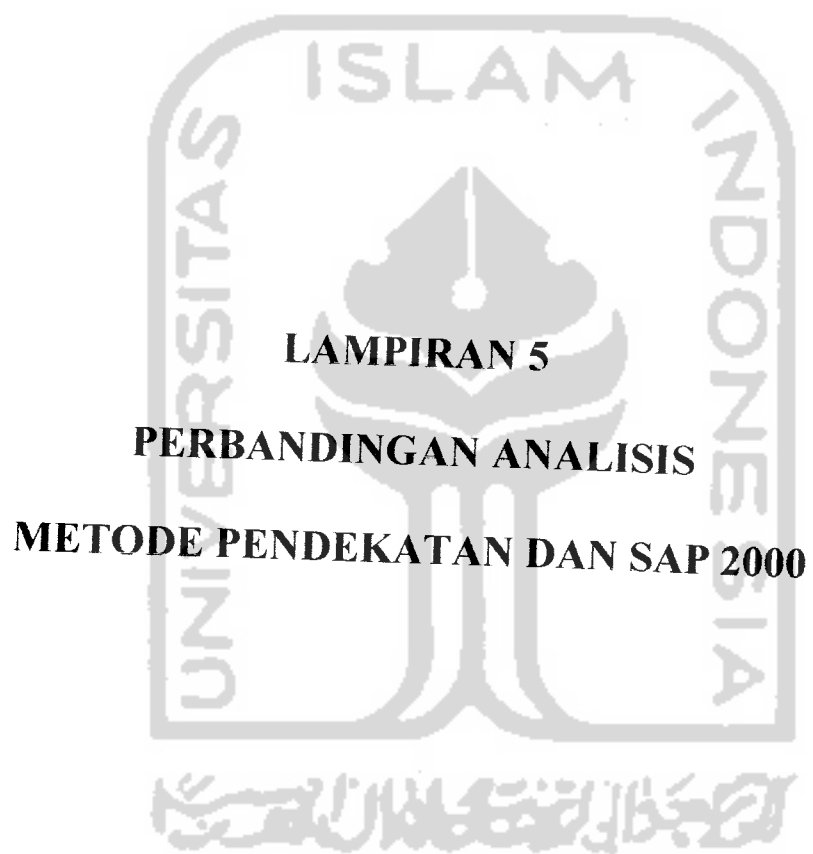 UNIVERSITAS ISLAM INDONESIA
LAMPIRAN 5
PERBANDINGAN ANALISIS
METODE PENDEKATAN DAN SAP 2000